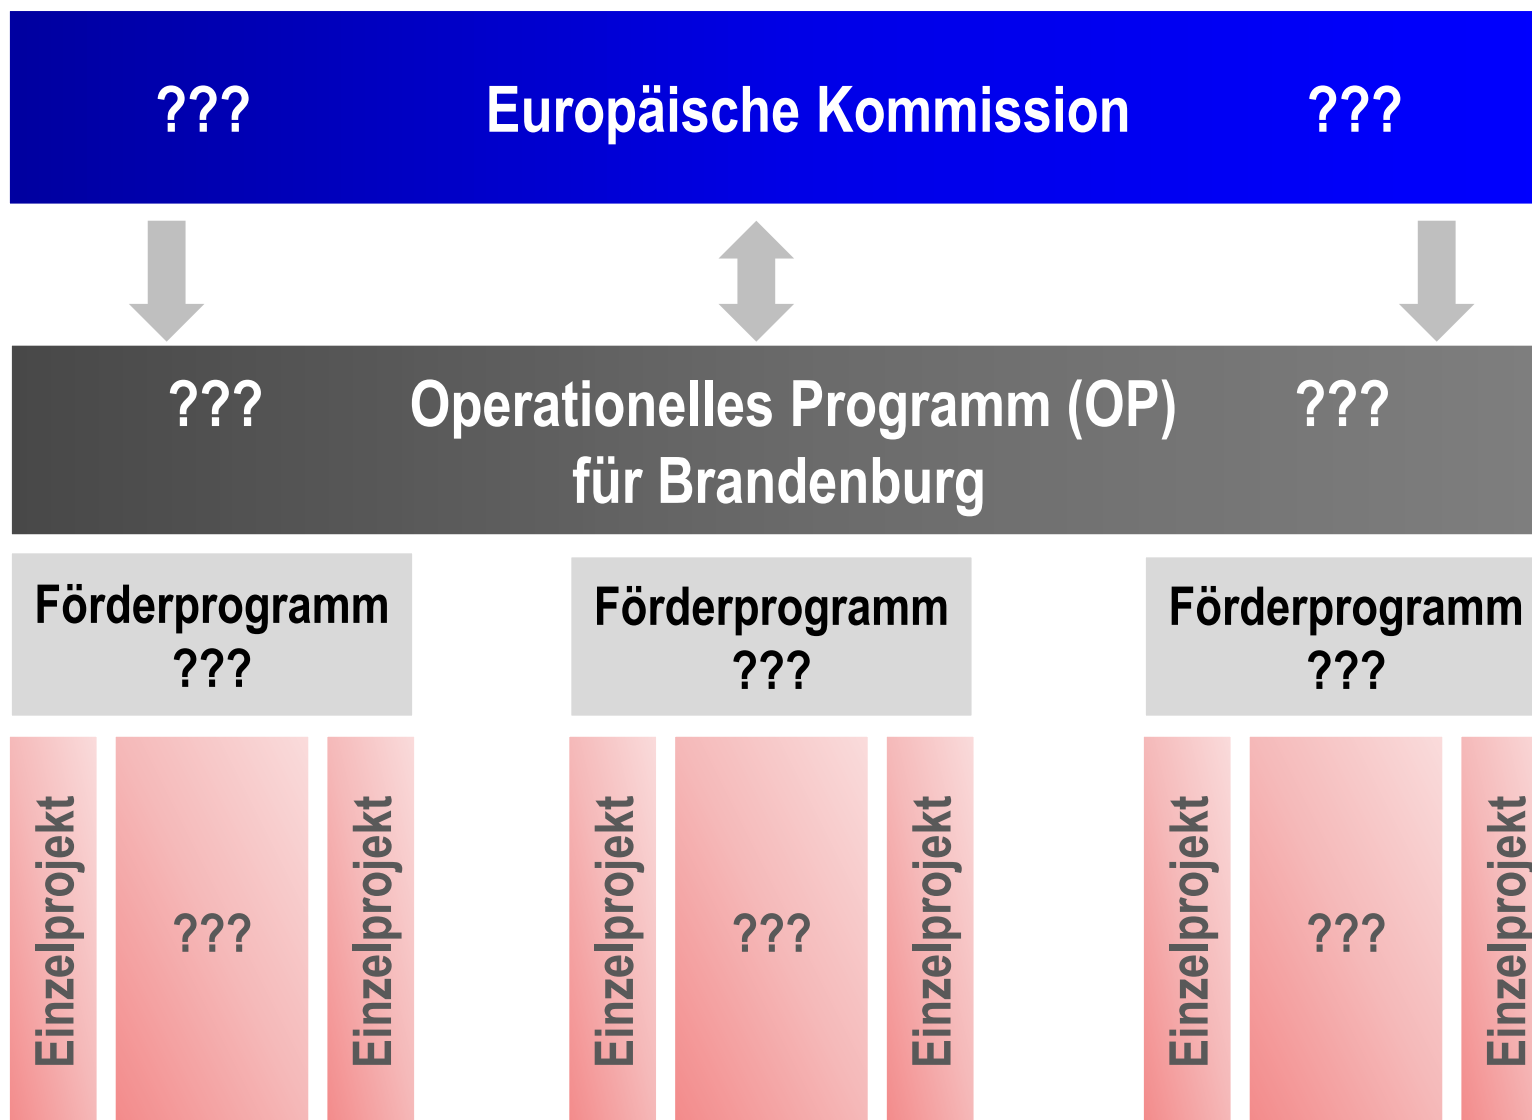 ??? Europäische Kommission ???
??? Operationelles Programm (OP) ???
für Brandenburg
Förderprogramm
???
Förderprogramm
???
Förderprogramm
???
Einzelprojekt
???
Einzelprojekt
Einzelprojekt
???
Einzelprojekt
Einzelprojekt
???
Einzelprojekt